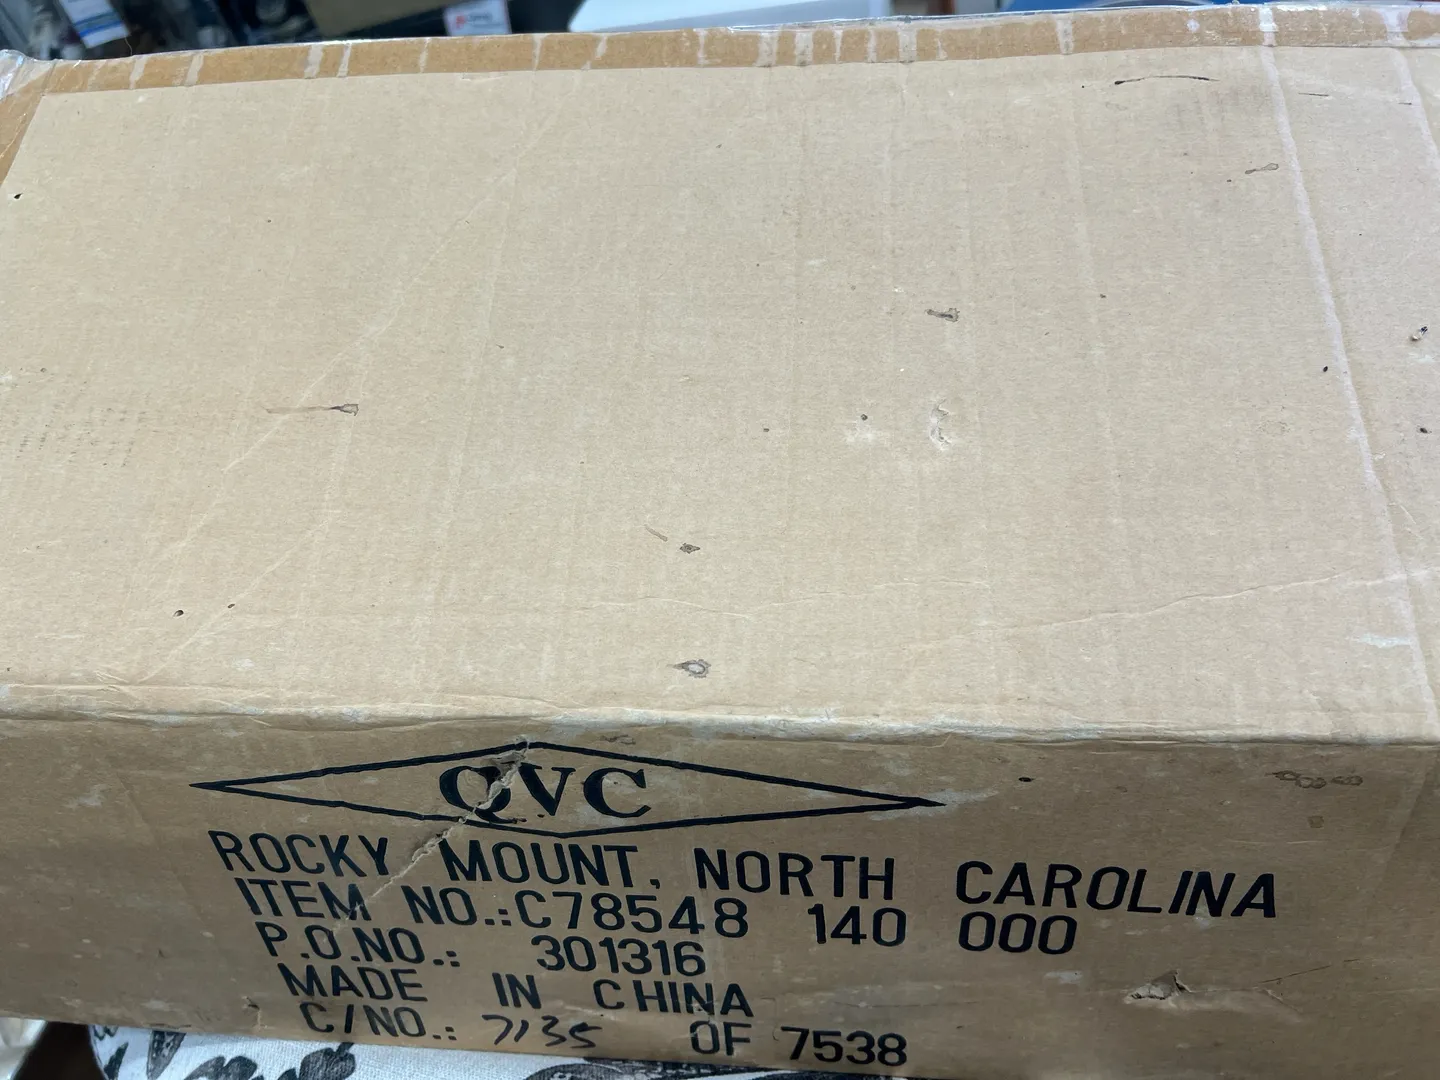 QVC
ROCKY MOUNT, NORTH CAROLINA
ITEM NO.:C78548 140 000
P.O.NO.: 301316
MADE IN CHINA
C/NO.: 7135 OF 7538